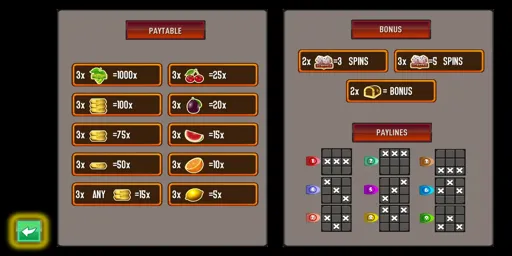 PAYTABLE
3x =1000x
3x =25x
3x =100x
3x =20x
3x =75x
3x =15x
3x =50x
3x =10x
3x ANY =15x
3x =5x
BONUS
2x =3 SPINS
3x =5 SPINS
2x = BONUS
PAYLINES